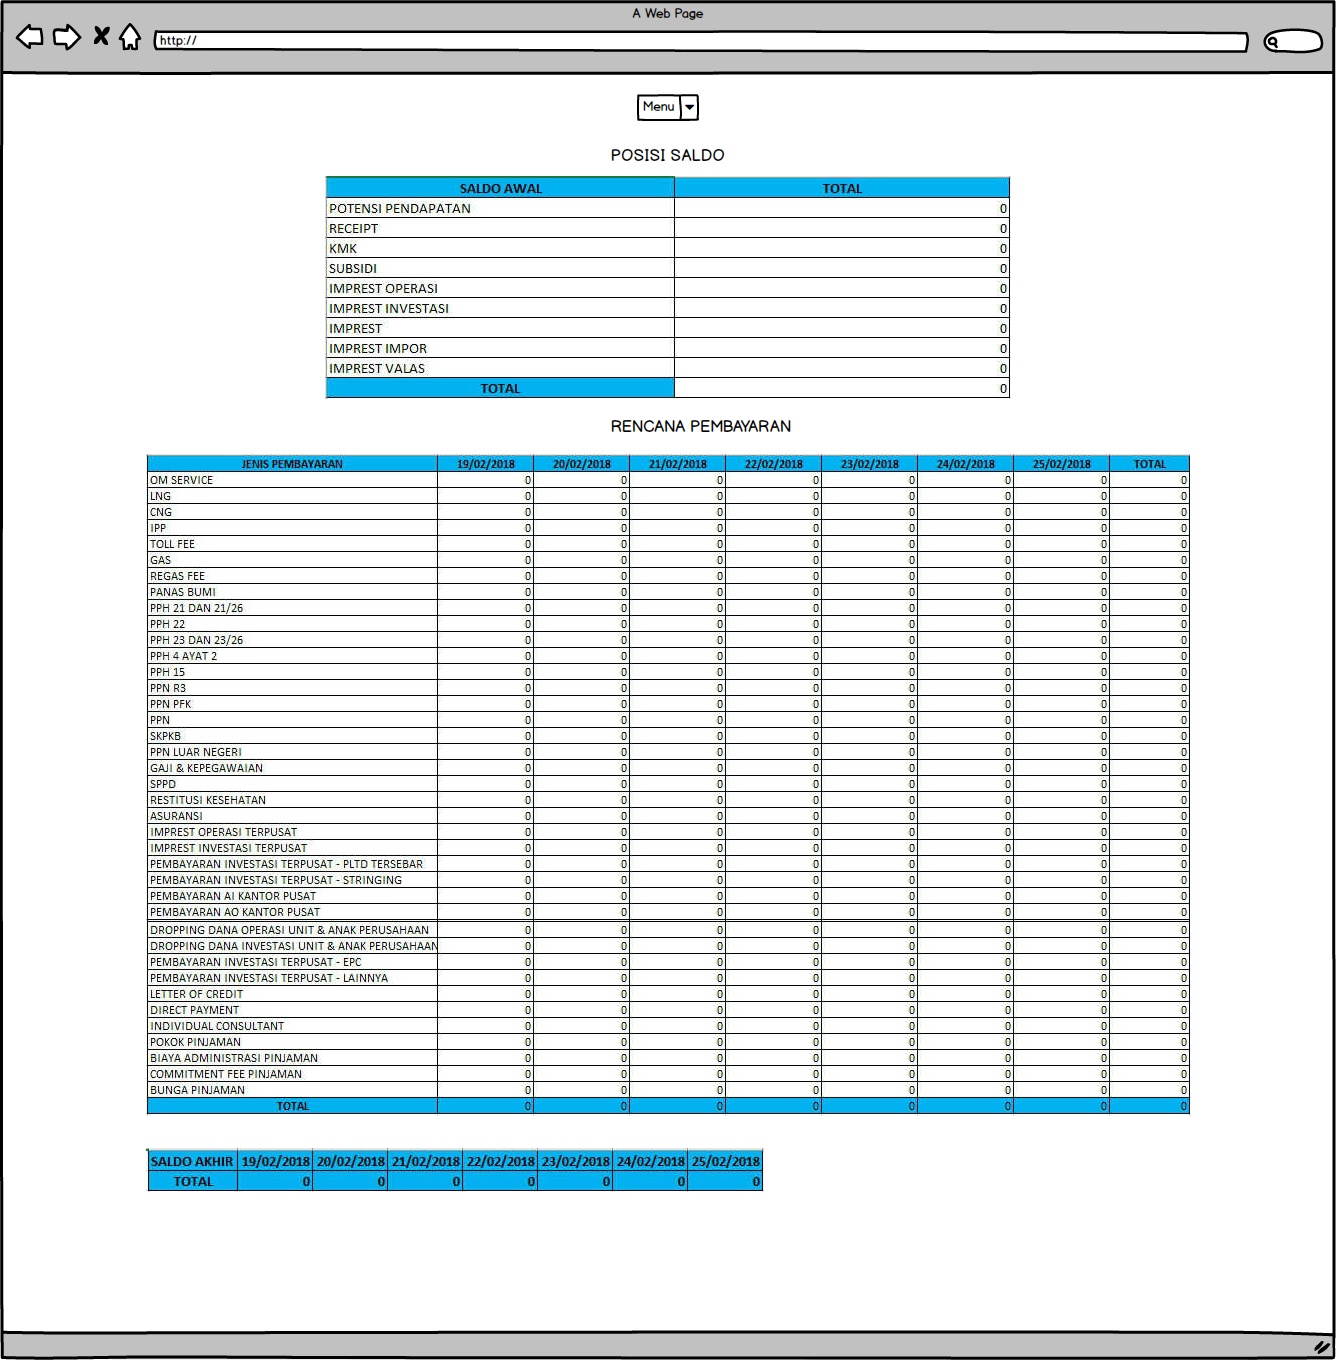 A Web Page
http://
Menu
POSISI SALDO
SALDO AWAL TOTAL
POTENSI PENDAPATAN 0
RECEIPT 0
KMK 0
SUBSIDI 0
IMPREST OPERASI 0
IMPREST INVESTASI 0
IMPREST 0
IMPREST IMPOR 0
IMPREST VALAS 0
TOTAL 0
RENCANA PEMBAYARAN
JENIS PEMBAYARAN 19/02/2018 20/02/2018 21/02/2018 22/02/2018 23/02/2018 24/02/2018 25/02/2018 TOTAL
OM SERVICE 0 0 0 0 0 0 0 0
LNG 0 0 0 0 0 0 0 0
CNG 0 0 0 0 0 0 0 0
IPP 0 0 0 0 0 0 0 0
TOLL FEE 0 0 0 0 0 0 0 0
GAS 0 0 0 0 0 0 0 0
REGAS FEE 0 0 0 0 0 0 0 0
PANAS BUMI 0 0 0 0 0 0 0 0
PPH 21 DAN 21/26 0 0 0 0 0 0 0 0
PPH 22 0 0 0 0 0 0 0 0
PPH 23 DAN 23/26 0 0 0 0 0 0 0 0
PPH 4 AYAT 2 0 0 0 0 0 0 0 0
PPH 15 0 0 0 0 0 0 0 0
PPN R3 0 0 0 0 0 0 0 0
PPN PFK 0 0 0 0 0 0 0 0
PPN 0 0 0 0 0 0 0 0
SKPKB 0 0 0 0 0 0 0 0
PPN LUAR NEGERI 0 0 0 0 0 0 0 0
GAJI & KEPEGAWAIAN 0 0 0 0 0 0 0 0
SPPD 0 0 0 0 0 0 0 0
RESTITUSI KESEHATAN 0 0 0 0 0 0 0 0
ASURANSI 0 0 0 0 0 0 0 0
IMPREST OPERASI TERPUSAT 0 0 0 0 0 0 0 0
IMPREST INVESTASI TERPUSAT 0 0 0 0 0 0 0 0
PEMBAYARAN INVESTASI TERPUSAT - PLTD TERSEBAR 0 0 0 0 0 0 0 0
PEMBAYARAN INVESTASI TERPUSAT - STRINGING 0 0 0 0 0 0 0 0
PEMBAYARAN AI KANTOR PUSAT 0 0 0 0 0 0 0 0
PEMBAYARAN AO KANTOR PUSAT 0 0 0 0 0 0 0 0
DROPPING DANA OPERASI UNIT & ANAK PERUSAHAAN 0 0 0 0 0 0 0 0
DROPPING DANA INVESTASI UNIT & ANAK PERUSAHAAN 0 0 0 0 0 0 0 0
PEMBAYARAN INVESTASI TERPUSAT - EPC 0 0 0 0 0 0 0 0
PEMBAYARAN INVESTASI TERPUSAT - LAINNYA 0 0 0 0 0 0 0 0
LETTER OF CREDIT 0 0 0 0 0 0 0 0
DIRECT PAYMENT 0 0 0 0 0 0 0 0
INDIVIDUAL CONSULTANT 0 0 0 0 0 0 0 0
POKOK PINJAMAN 0 0 0 0 0 0 0 0
BIAYA ADMINISTRASI PINJAMAN 0 0 0 0 0 0 0 0
COMMITMENT FEE PINJAMAN 0 0 0 0 0 0 0 0
BUNGA PINJAMAN 0 0 0 0 0 0 0 0
TOTAL 0 0 0 0 0 0 0 0
SALDO AKHIR 19/02/2018 20/02/2018 21/02/2018 22/02/2018 23/02/2018 24/02/2018 25/02/2018
TOTAL 0 0 0 0 0 0 0